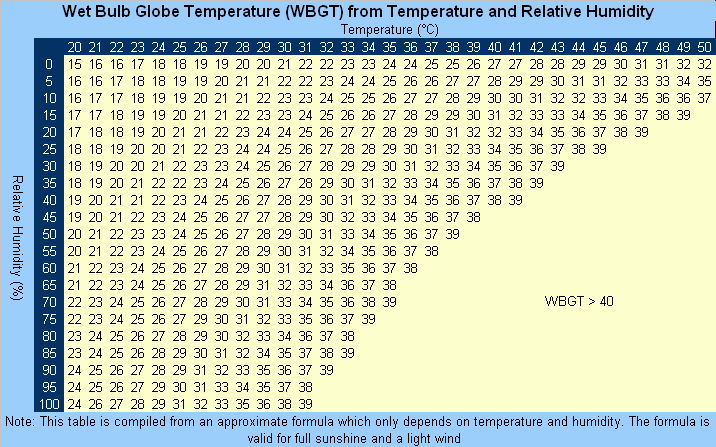 Wet Bulb Globe Temperature (WBGT) from Temperature and Relative Humidity
Temperature (°C)
20 21 22 23 24 25 26 27 28 29 30 31 32 33 34 35 36 37 38 39 40 41 42 43 44 45 46 47 48 49 50
0 15 16 16 17 18 18 19 19 20 20 21 22 22 23 23 24 24 25 25 26 27 27 28 28 29 29 30 31 31 32 32
5 16 16 17 18 18 19 19 20 21 21 22 22 23 24 24 25 26 26 27 27 28 29 29 30 31 31 32 33 33 34 35
10 16 17 17 18 18 19 20 21 21 22 23 23 24 25 25 26 27 27 28 29 30 30 31 32 32 33 34 35 36 36 37
15 17 17 18 18 19 20 21 21 22 23 23 24 25 26 26 27 28 29 29 30 31 32 33 33 34 35 36 37 38 39
20 17 18 18 19 20 21 21 22 23 24 24 25 26 27 27 28 29 30 31 32 32 33 34 35 36 37 38 39
25 18 18 19 20 20 21 22 23 24 24 25 26 27 28 28 29 30 31 32 33 34 35 36 37 38 39
30 18 19 20 20 21 22 23 23 24 25 26 27 28 29 29 30 31 32 33 34 35 36 37 39
35 18 19 20 21 22 22 23 24 25 26 27 28 29 30 31 32 33 34 35 36 37 38 39
40 19 20 21 21 22 23 24 25 26 27 28 29 30 31 32 33 34 35 36 37 38 39
45 19 20 21 22 23 24 25 26 27 27 28 29 30 32 33 34 35 36 37 38
50 20 21 22 23 23 24 25 26 27 28 29 30 31 33 34 35 36 37 39
55 20 21 22 23 24 25 26 27 28 29 30 31 32 34 35 36 37 38
60 21 22 23 24 25 26 27 28 29 30 31 32 33 35 36 37 38
65 21 22 23 24 25 26 27 28 29 31 32 33 34 36 37 38
70 22 23 24 25 26 27 28 29 30 31 33 34 35 36 38 39
75 22 23 24 25 26 27 29 30 31 32 33 35 36 37 39
80 23 24 25 26 27 28 29 30 32 33 34 36 37 38
85 23 24 25 26 28 29 30 31 32 34 35 37 38 39
90 24 25 26 27 28 29 31 32 33 35 36 37 39
95 24 25 26 27 29 30 31 33 34 35 37 38
100 24 26 27 28 29 31 32 33 35 36 38 39
Relative Humidity (%)
WBGT > 40
Note: This table is compiled from an approximate formula which only depends on temperature and humidity. The formula is
valid for full sunshine and a light wind